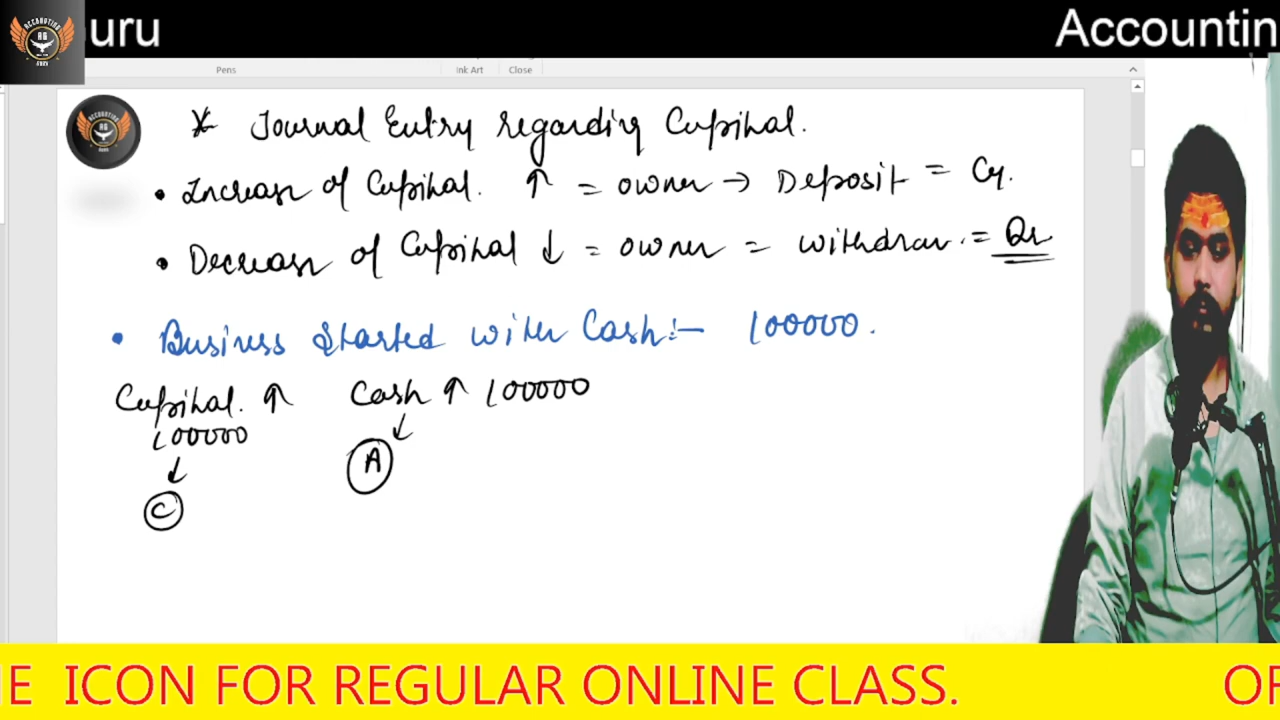 uru
Accountin
Pens
Ink Art
Close
Journal Entry regarding Capital.
• Increase of Capital. ↑ = owner → Deposit = Cr.
• Decrease of Capital ↓ = owner = withdraw. = Dr
• Business Started with Cash:- 100000.
Capital. ↑ Cash ↑ 100000
100000
↓ ↓
A
C
E ICON FOR REGULAR ONLINE CLASS.
OF